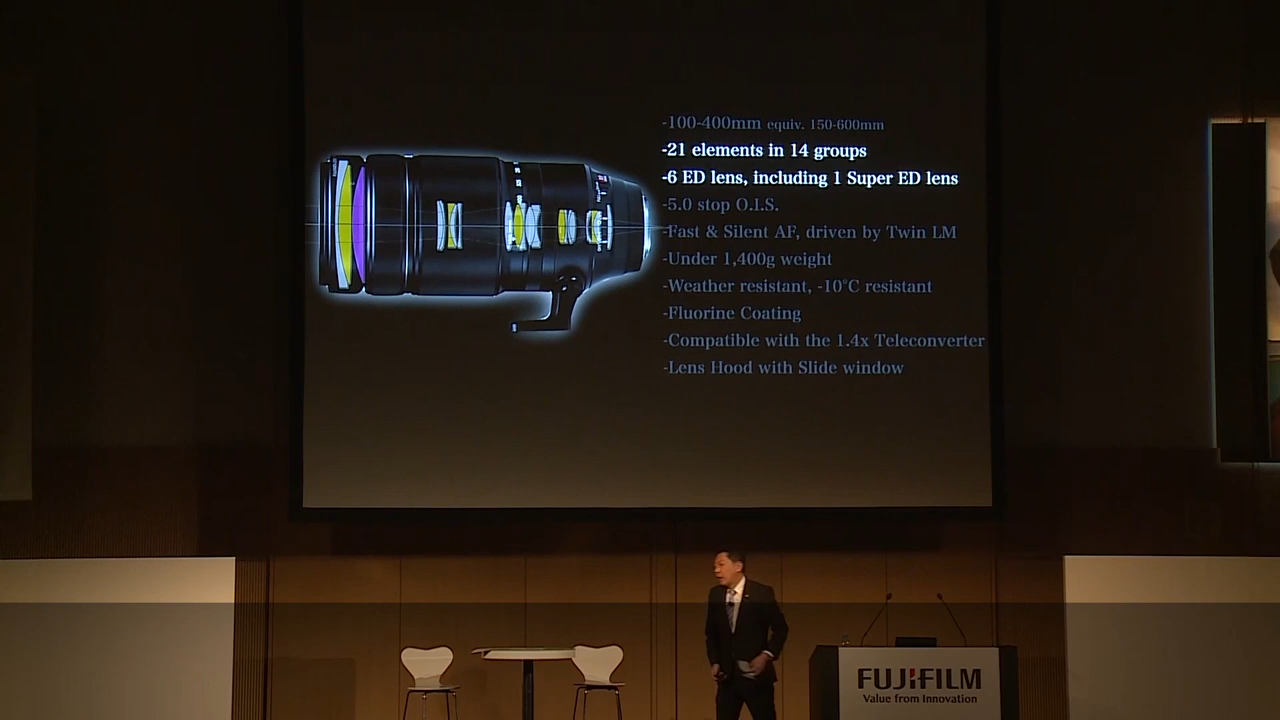 -100-400mm equiv. 150-600mm
-21 elements in 14 groups
-6 ED lens, including 1 Super ED lens
-5.0 stop O.I.S.
-Fast & Silent AF, driven by Twin LM
-Under 1,400g weight
-Weather resistant, -10°C resistant
-Fluorine Coating
-Compatible with the 1.4x Teleconverter
-Lens Hood with Slide window
FUJIFILM
Value from Innovation